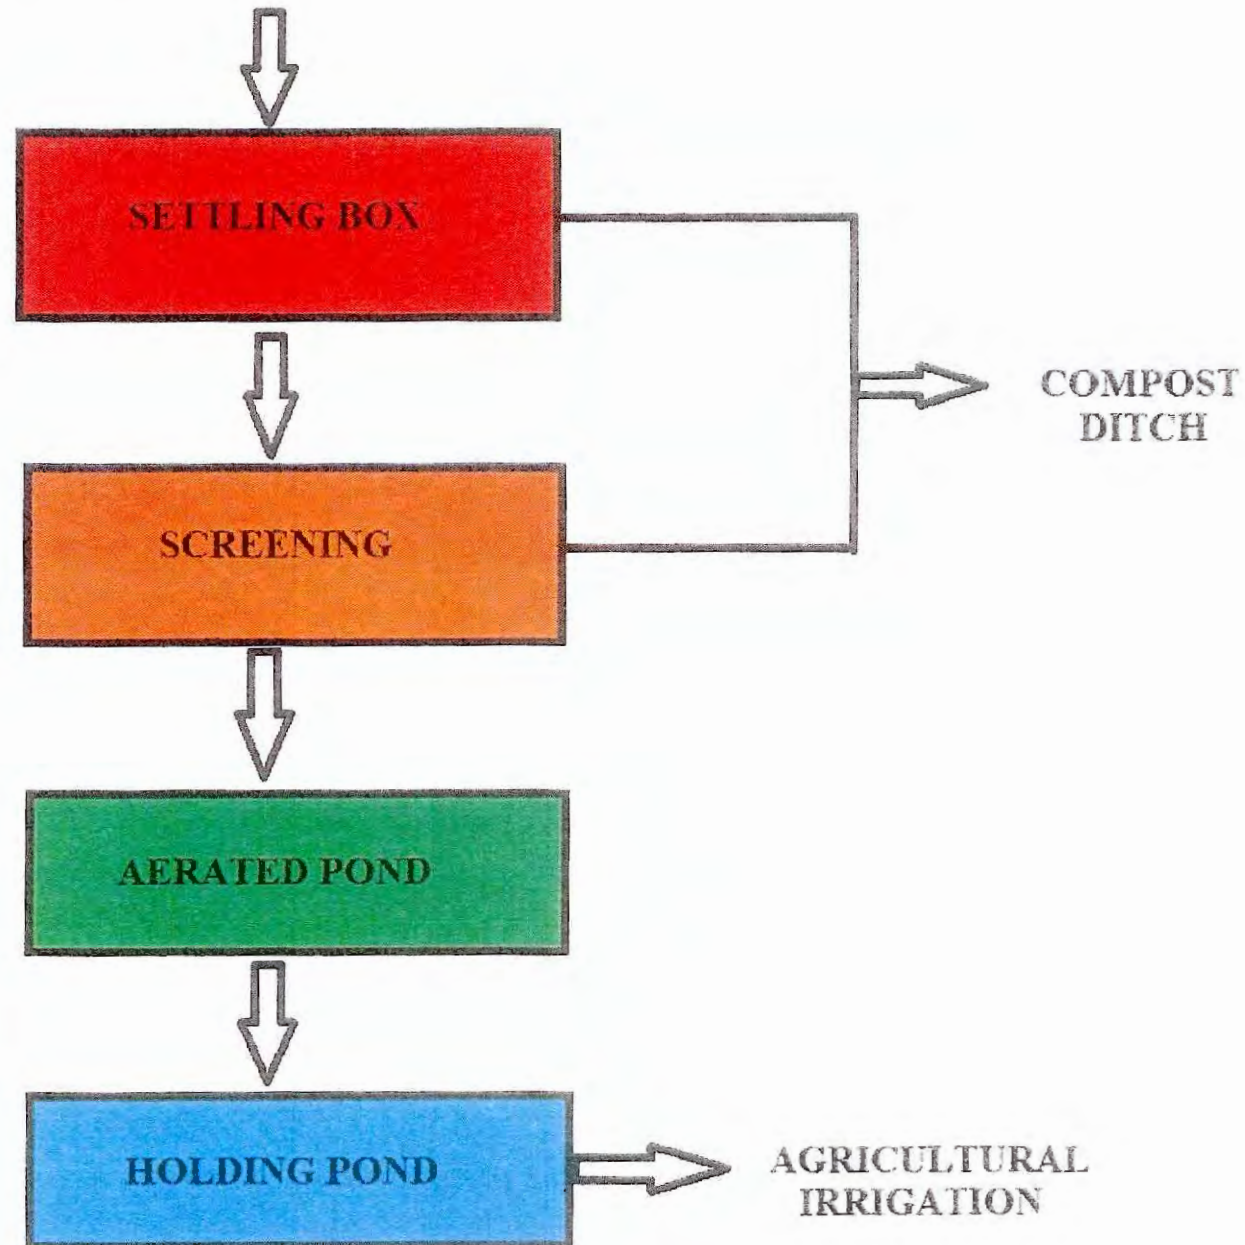 SETTLING BOX
COMPOST
DITCH
SCREENING
AERATED POND
HOLDING POND
AGRICULTURAL
IRRIGATION